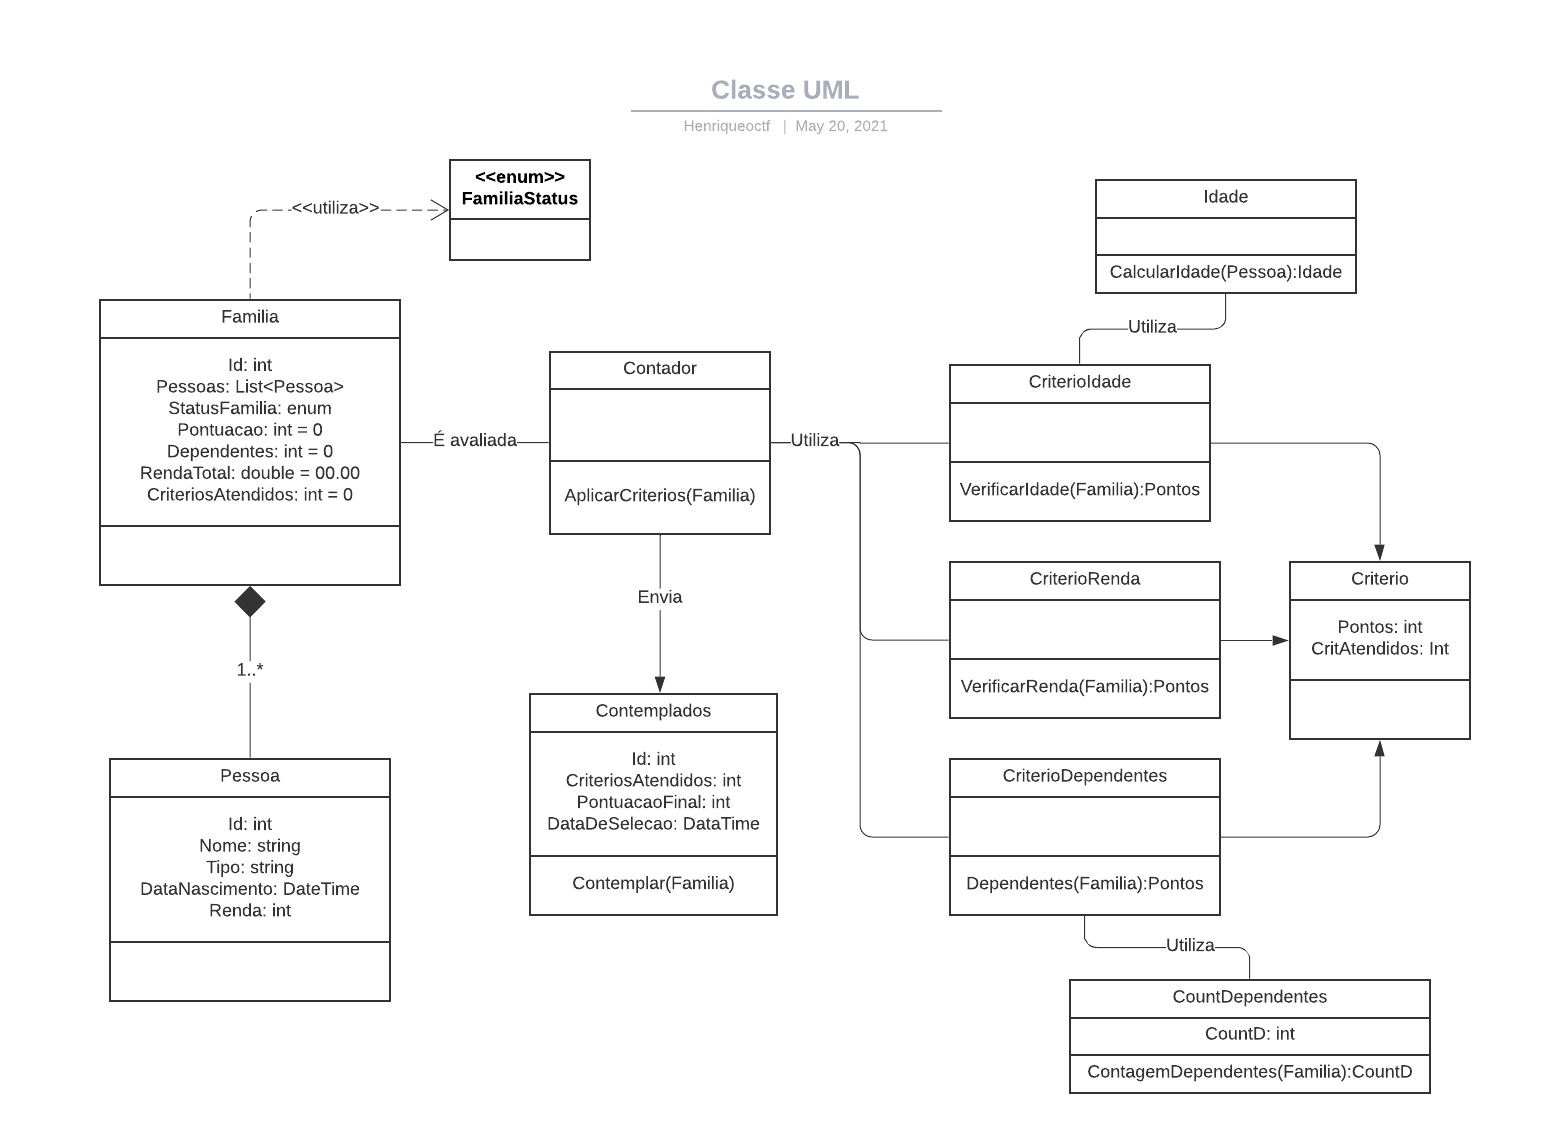 Classe UML
Henriqueoctf | May 20, 2021
<<enum>>
FamiliaStatus
<<utiliza>>
Familia
Id: int
Pessoas: List<Pessoa>
StatusFamilia: enum
Pontuacao: int = 0
Dependentes: int = 0
RendaTotal: double = 00.00
CriteriosAtendidos: int = 0
1..*
Pessoa
Id: int
Nome: string
Tipo: string
DataNascimento: DateTime
Renda: int
É avaliada
Contador
AplicarCriterios(Familia)
Envia
Contemplados
Id: int
CriteriosAtendidos: int
PontuacaoFinal: int
DataDeSelecao: DataTime
Contemplar(Familia)
Utiliza
Idade
CalcularIdade(Pessoa):Idade
Utiliza
CriterioIdade
VerificarIdade(Familia):Pontos
CriterioRenda
VerificarRenda(Familia):Pontos
CriterioDependentes
Dependentes(Familia):Pontos
Criterio
Pontos: int
CritAtendidos: Int
Utiliza
CountDependentes
CountD: int
ContagemDependentes(Familia):CountD